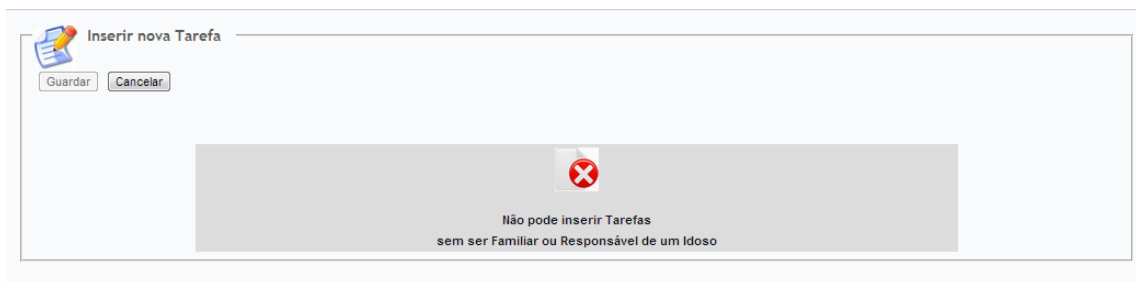 Inserir nova Tarefa
Guardar Cancelar
Não pode inserir Tarefas
sem ser Familiar ou Responsável de um Idoso